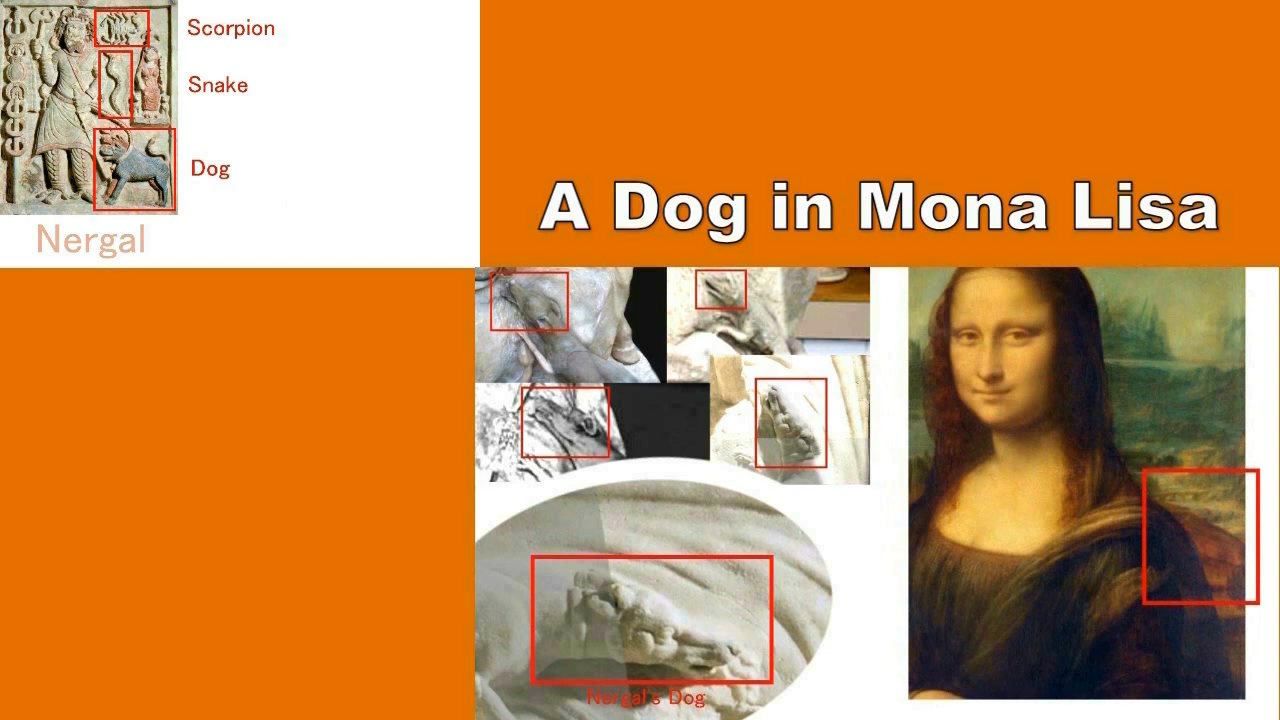 Scorpion
Snake
Dog
Nergal
A Dog in Mona Lisa
Nergal's Dog